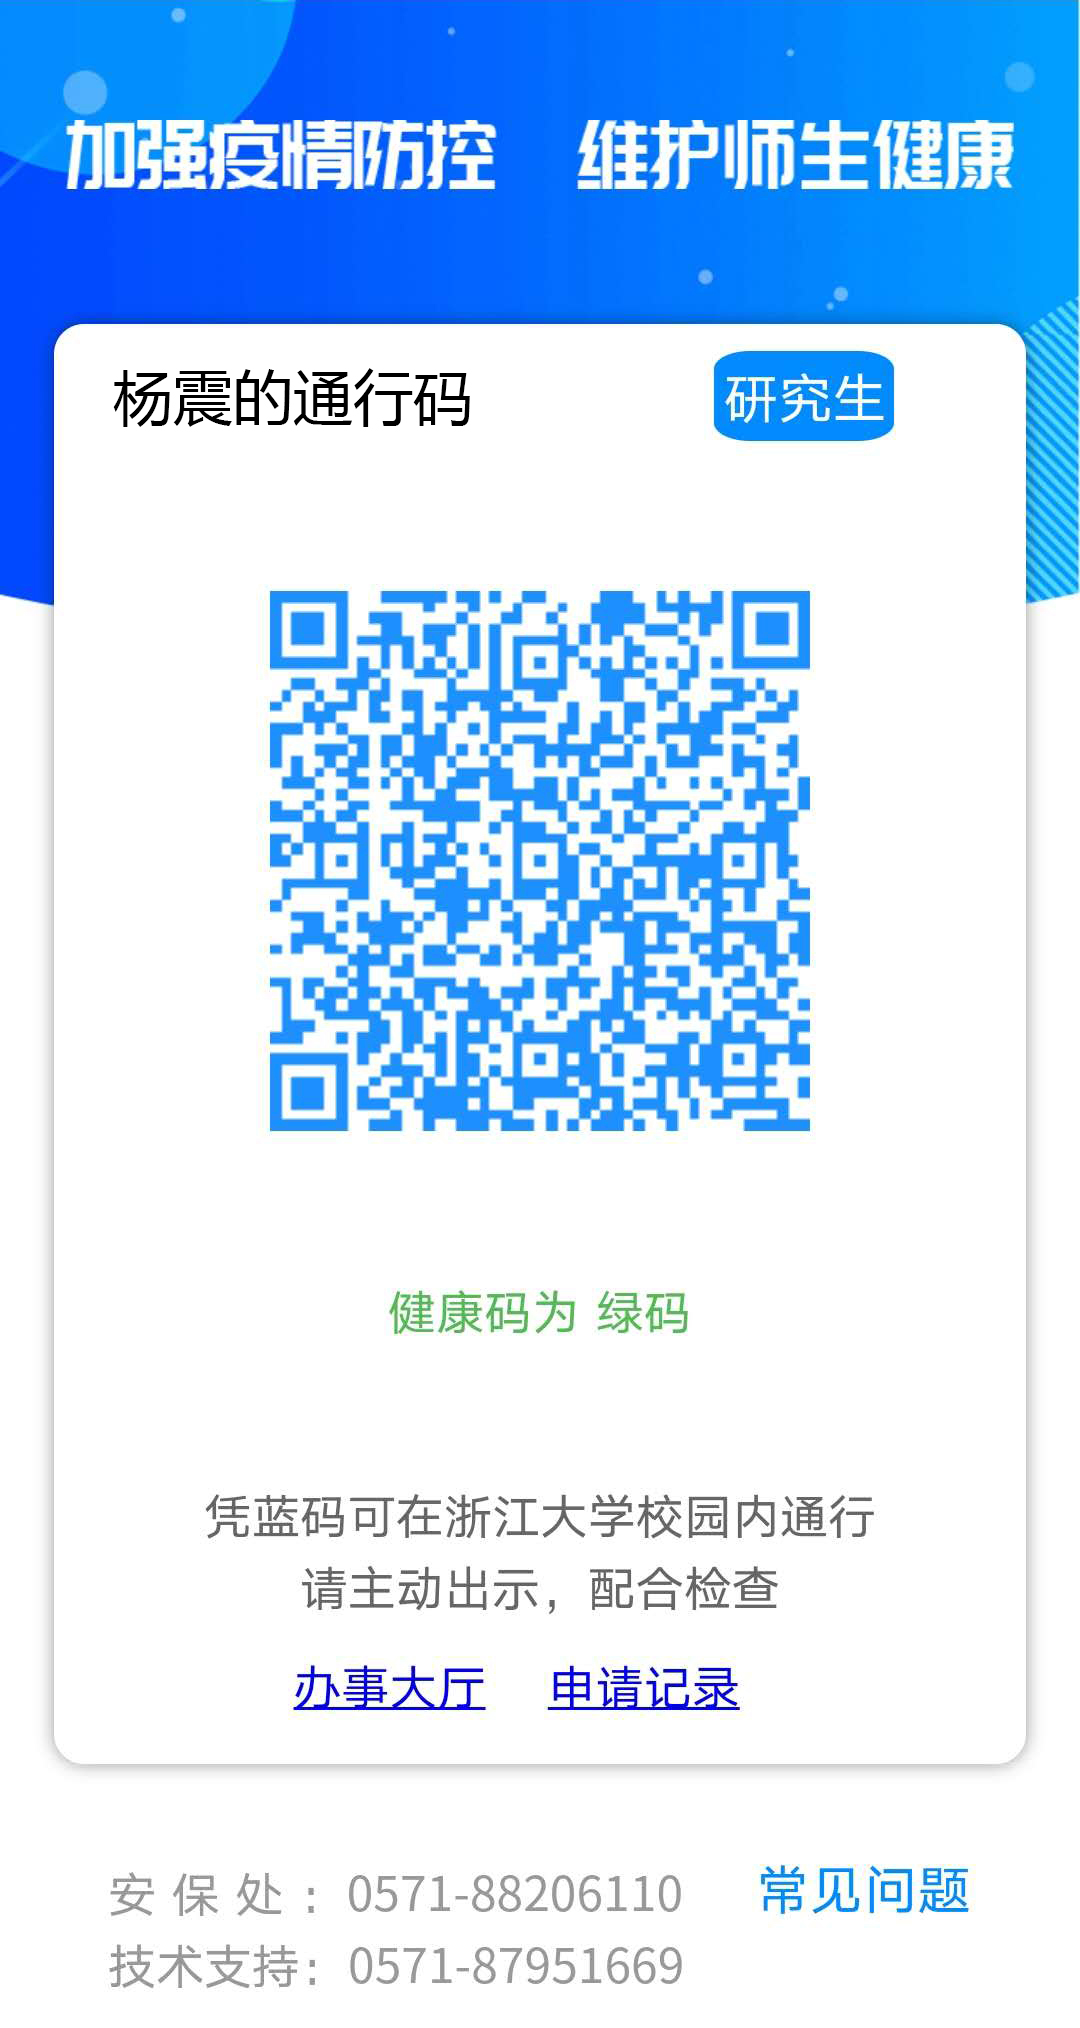 加强疫情防控 维护师生健康
杨震的通行码 研究生
健康码为 绿码
凭蓝码可在浙江大学校园内通行
请主动出示，配合检查
办事大厅 申请记录
安保处：0571-88206110 常见问题
技术支持：0571-87951669